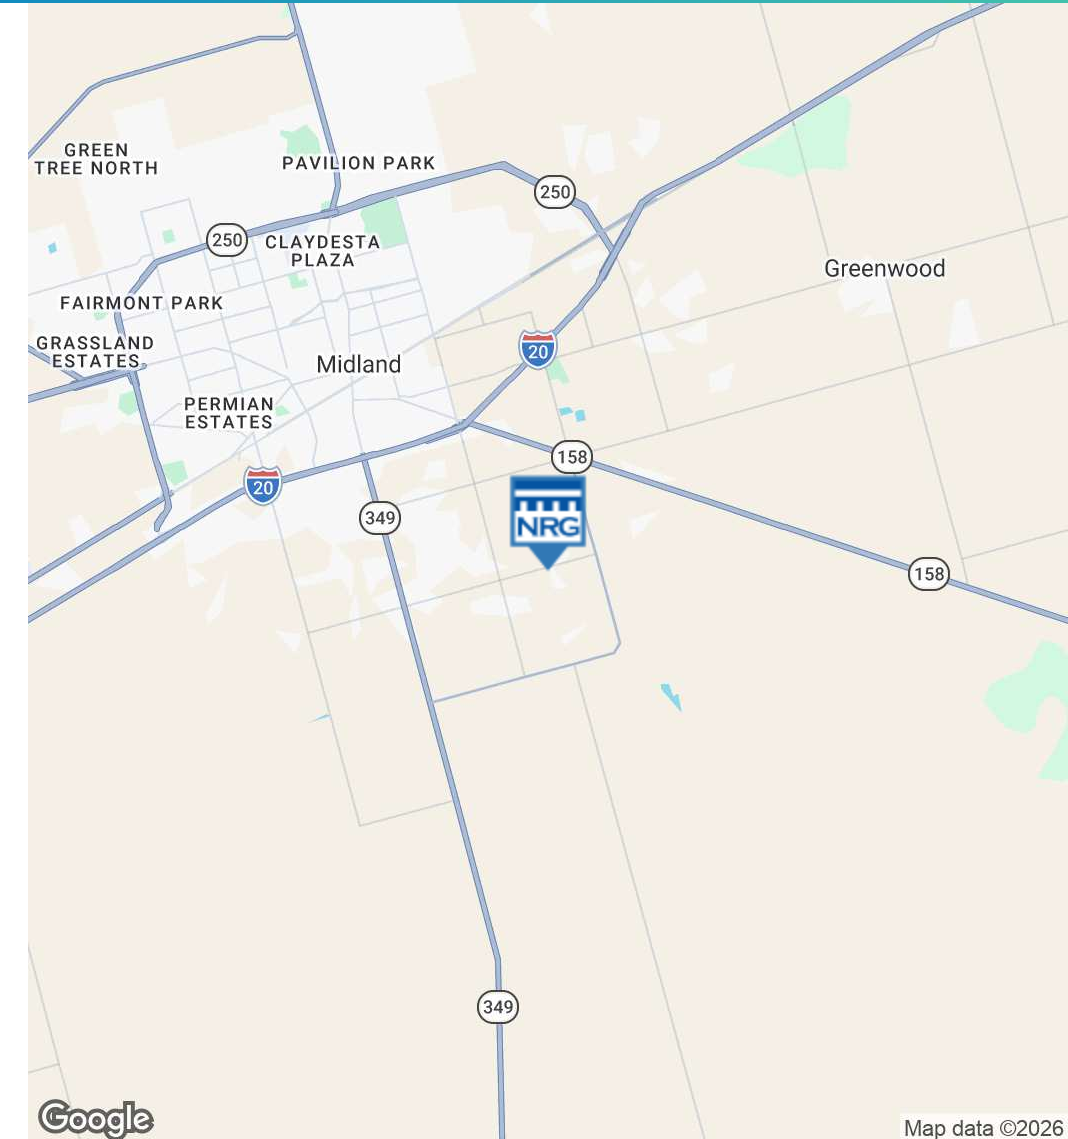 GREEN
TREE NORTH
PAVILION PARK
250
250
CLAYDESTA
PLAZA
Greenwood
FAIRMONT PARK
GRASSLAND
ESTATES
20
Midland
PERMIAN
ESTATES
158
20
NRG
349
158
349
Google
Map data ©2026